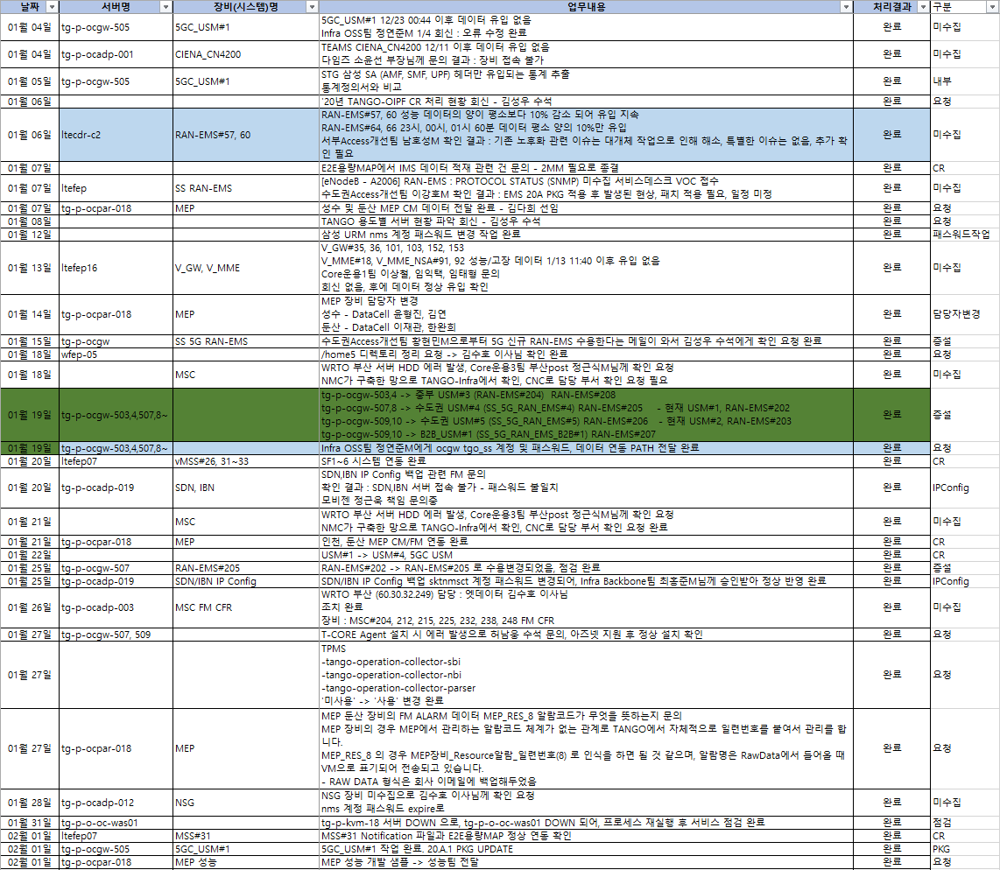 날짜 서버명 장비(시스템)명 업무내용 처리결과 구분
01월 04일 tg-p-ocgw-505 5GC_USM#1 5GC_USM#1 12/23 00:44 이후 데이터 유입 없음
Infra OSS팀 정연준M 1/4 회신 : 오류 수정 완료 완료 미수집
01월 04일 tg-p-ocadp-001 CIENA_CN4200 TEAMS CIENA_CN4200 12/11 이후 데이터 유입 없음
다임즈 소윤선 부장님께 문의 결과 : 장비 접속 불가 완료 미수집
01월 05일 tg-p-ocgw-505 5GC_USM#1 STG 삼성 SA (AMF, SMF, UPF) 헤더만 유입되는 통계 추출
통계정의서와 비교 완료 내부
01월 06일 '20년 TANGO-OIPF CR 처리 현황 회신 - 김성우 수석 완료 요청
01월 06일 ltecdr-c2 RAN-EMS#57, 60 RAN-EMS#57, 60 성능 데이터의 양이 평소보다 10% 감소 되어 유입 지속
RAN-EMS#64, 66 23시, 00시, 01시 60분 데이터 평소 양의 10%만 유입
서부Access개선팀 남호성M 확인 결과 : 기존 노후화 관련 이슈는 대개체 작업으로 인해 해소, 특별한 이슈는 없음, 추가 확
인 필요 완료 미수집
01월 07일 E2E용량MAP에서 IMS 데이터 적재 관련 건 문의 - 2MM 필요로 종결 완료 CR
01월 07일 ltefep SS RAN-EMS [eNodeB - A2006] RAN-EMS : PROTOCOL STATUS (SNMP) 미수집 서비스데스크 VOC 접수
수도권Access개선팀 이강호M 확인 결과 : EMS 20A PKG 적용 후 발생된 현상, 패치 적용 필요, 일정 미정 완료 미수집
01월 07일 tg-p-ocpar-018 MEP 성수 및 둔산 MEP CM 데이터 전달 완료 - 김다희 선임 완료 요청
01월 08일 TANGO 용도별 서버 현황 파악 회신 - 김성우 수석 완료 요청
01월 12일 삼성 URM nms 계정 패스워드 변경 작업 완료 완료 패스워드작업
01월 13일 ltefep16 V_GW, V_MME V_GW#35, 36, 101, 103, 152, 153
V_MME#18, V_MME_NSA#91, 92 성능/고장 데이터 1/13 11:40 이후 유입 없음
Core운용1팀 이상철, 임익택, 임태형 문의
회신 없음, 후에 데이터 정상 유입 확인 완료 미수집
01월 14일 tg-p-ocpar-018 MEP MEP 장비 담당자 변경
성수 - DataCell 윤형진, 김연
둔산 - DataCell 이재관, 한완희 완료 담당자변경
01월 15일 tg-p-ocgw SS 5G RAN-EMS 수도권Access개선팀 황현민M으로부터 5G 신규 RAN-EMS 수용한다는 메일이 와서 김성우 수석에게 확인 요청 완료 완료 증설
01월 18일 wfep-05 /home5 디렉토리 정리 요청 -> 김수호 이사님 확인 완료 완료 요청
01월 18일 MSC WRTO 부산 서버 HDD 에러 발생, Core운용3팀 부산post 정근식M님께 확인 요청
NMC가 구축한 망으로 TANGO-Infra에서 확인, CNC로 담당 부서 확인 요청 필요 완료 미수집
01월 19일 tg-p-ocgw-503,4,507,8~ tg-p-ocgw-503,4 -> 중부 USM#3 (RAN-EMS#204) RAN-EMS#208
tg-p-ocgw-507,8 -> 수도권 USM#4 (SS_5G_RAN_EMS#4) RAN-EMS#205 - 현재 USM#1, RAN-EMS#202
tg-p-ocgw-509,10 -> 수도권 USM#5 (SS_5G_RAN_EMS#5) RAN-EMS#206 - 현재 USM#2, RAN-EMS#203
tg-p-ocgw-509,10 -> B2B_USM#1 (SS_5G_RAN_EMS_B2B#1) RAN-EMS#207 완료 증설
01월 19일 tg-p-ocgw-503,4,507,8~ Infra OSS팀 정연준M에게 ocgw tgo_ss 계정 및 패스워드, 데이터 연동 PATH 전달 완료 완료 요청
01월 20일 ltefep07 vMSS#26, 31~33 SF1~6 시스템 연동 완료 완료 CR
01월 20일 tg-p-ocadp-019 SDN, IBN SDN,IBN IP Config 백업 관련 FM 문의
확인 결과 : SDN,IBN 서버 접속 불가 - 패스워드 불일치
모비젠 정근욱 책임 문의중 완료 IPConfig
01월 21일 MSC WRTO 부산 서버 HDD 에러 발생, Core운용3팀 부산post 정근식M님께 확인 요청
NMC가 구축한 망으로 TANGO-Infra에서 확인, CNC로 담당 부서 확인 요청 완료 완료 미수집
01월 21일 tg-p-ocpar-018 MEP 인천, 둔산 MEP CM/FM 연동 완료 완료 CR
01월 22일 USM#1 -> USM#4, 5GC USM 완료 CR
01월 25일 tg-p-ocgw-507 RAN-EMS#205 RAN-EMS#202 -> RAN-EMS#205 로 수용변경되었음, 점검 완료 완료 증설
01월 25일 tg-p-ocadp-019 SDN/IBN IP Config SDN/IBN IP Config 백업 sktnmsct 계정 패스워드 변경되어, Infra Backbone팀 최홍준M님께 승인받아 정상 반영 완료 완료 IPConfig
01월 26일 tg-p-ocadp-003 MSC FM CFR WRTO 부산 (60.30.32.249) 담당 : 엣데이터 김수호 이사님
조치 완료
장비 : MSC#204, 212, 215, 225, 232, 238, 248 FM CFR 완료 미수집
01월 27일 tg-p-ocgw-507, 509 T-CORE Agent 설치 시 에러 발생으로 허남웅 수석 문의, 아즈넷 지원 후 정상 설치 확인 완료 요청
01월 27일 TPMS
-tango-operation-collector-sbi
-tango-operation-collector-nbi
-tango-operation-collector-parser
'미사용' -> '사용' 변경 완료 완료 요청
01월 27일 tg-p-ocpar-018 MEP MEP 둔산 장비의 FM ALARM 데이터 MEP_RES_8 알람코드가 무엇을 뜻하는지 문의
MEP 장비의 경우 MEP에서 관리하는 알람코드 체계가 없는 관계로 TANGO에서 자체적으로 일련번호를 붙여서 관리를 합
니다.
MEP_RES_8 의 경우 MEP장비_Resource알람_일련번호(8) 로 인식을 하면 될 것 같으며, 알람명은 RawData에서 들어올 때
VM으로 표기되어 전송되고 있습니다.
- RAW DATA 형식은 회사 이메일에 백업해두었음 완료 요청
01월 28일 tg-p-ocadp-012 NSG NSG 장비 미수집으로 김수호 이사님께 확인 요청
nms 계정 패스워드 expire로 완료 미수집
01월 31일 tg-p-o-oc-was01 tg-p-kvm-18 서버 DOWN 으로, tg-p-o-oc-was01 DOWN 되어, 프로세스 재실행 후 서비스 점검 완료 완료 점검
02월 01일 ltefep07 MSS#31 MSS#31 Notification 파일과 E2E용량MAP 정상 연동 확인 완료 CR
02월 01일 tg-p-ocgw-505 5GC_USM#1 5GC_USM#1 작업 완료. 20.A.1 PKG UPDATE 완료 PKG
02월 01일 tg-p-ocpar-018 MEP 성능 MEP 성능 개발 샘플 -> 성능팀 전달 완료 요청